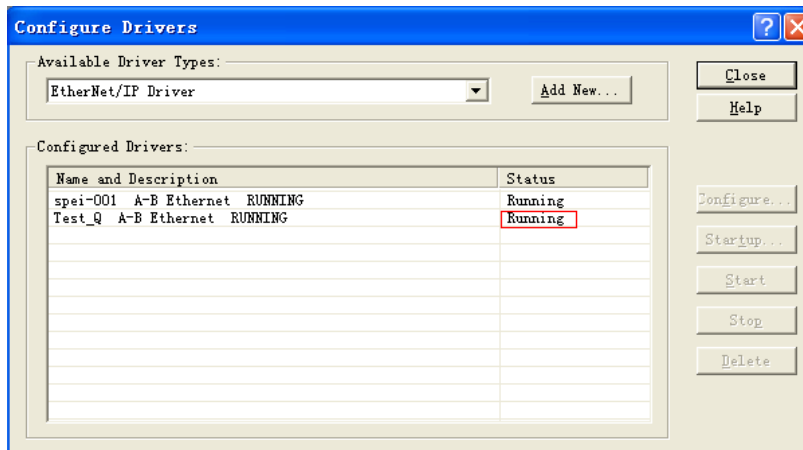 Configure Drivers
Available Driver Types:
EtherNet/IP Driver
Add New...
Close
Help
Configured Drivers:
Name and Description Status
spei-001 A-B Ethernet RUNNING Running
Test_Q A-B Ethernet RUNNING Running
Configure...
Startup...
Start
Stop
Delete